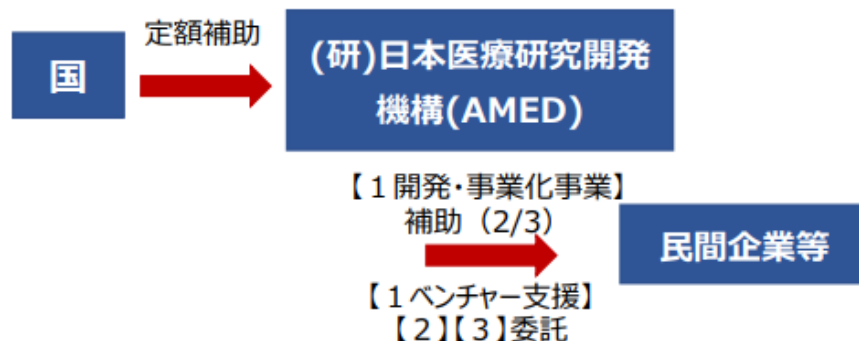 国
定額補助
(研)日本医療研究開発
機構(AMED)
【1開発・事業化事業】
補助（2/3）
民間企業等
【1ベンチャー支援】
【2】【3】委託